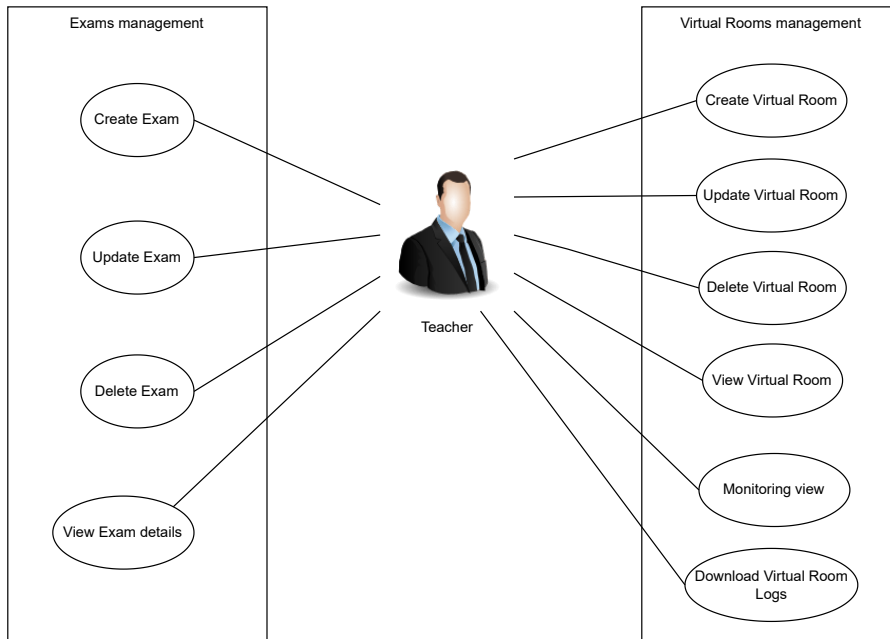 Exams management
Create Exam
Update Exam
Delete Exam
View Exam details
Teacher
Virtual Rooms management
Create Virtual Room
Update Virtual Room
Delete Virtual Room
View Virtual Room
Monitoring view
Download Virtual Room
Logs